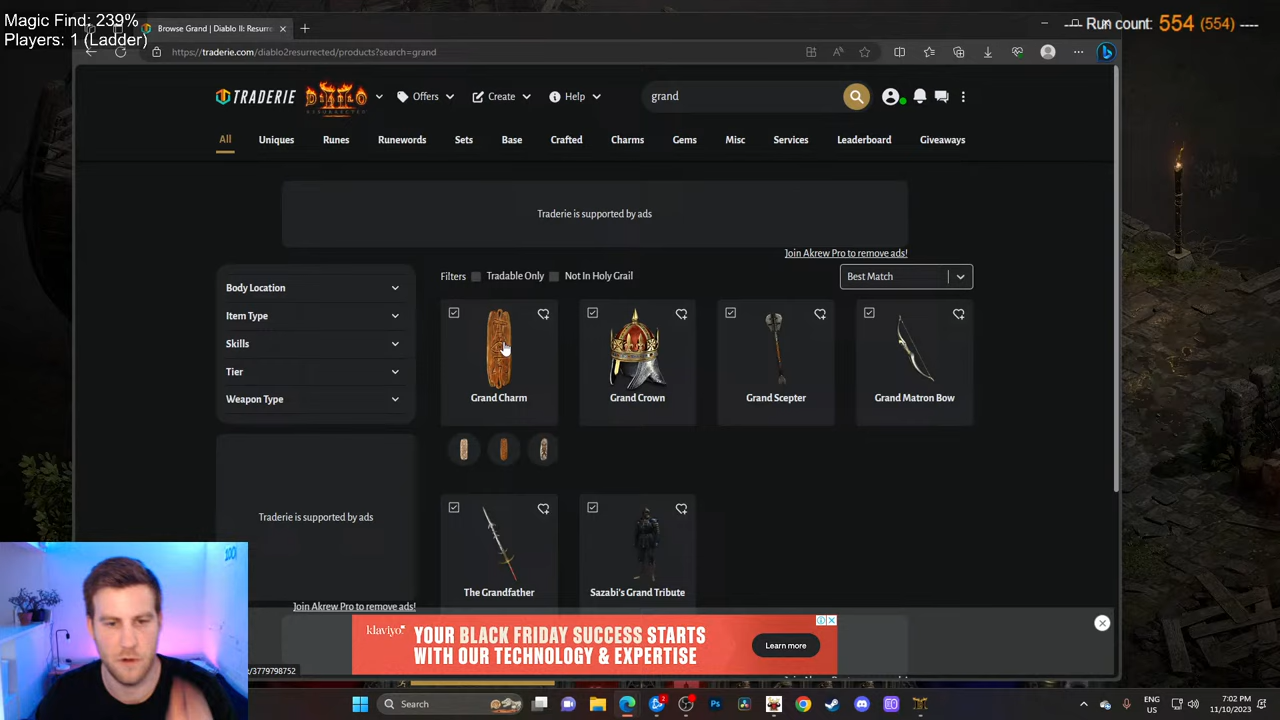 Magic Find: 239%
Players: 1 (Ladder)
Browse Grand | Diablo II: Resurre
---- Run count: 554 (554) ----
https://traderie.com/diablo2resurrected/products?search=grand
TRADERIE
DIABLO
Offers
Create
Help
grand
All
Uniques
Runes
Runewords
Sets
Base
Crafted
Charms
Gems
Misc
Services
Leaderboard
Giveaways
Traderie is supported by ads
Join Akrew Pro to remove ads!
Body Location
Item Type
Skills
Tier
Weapon Type
Filters
Tradable Only
Not In Holy Grail
Best Match
Grand Charm
Grand Crown
Grand Scepter
Grand Matron Bow
Traderie is supported by ads
The Grandfather
Sazabi's Grand Tribute
Join Akrew Pro to remove ads!
klaviyo
YOUR BLACK FRIDAY SUCCESS STARTS
WITH OUR TECHNOLOGY & EXPERTISE
Learn more
/3779798752
Search
2
ENG
US
7:02 PM
11/10/2023